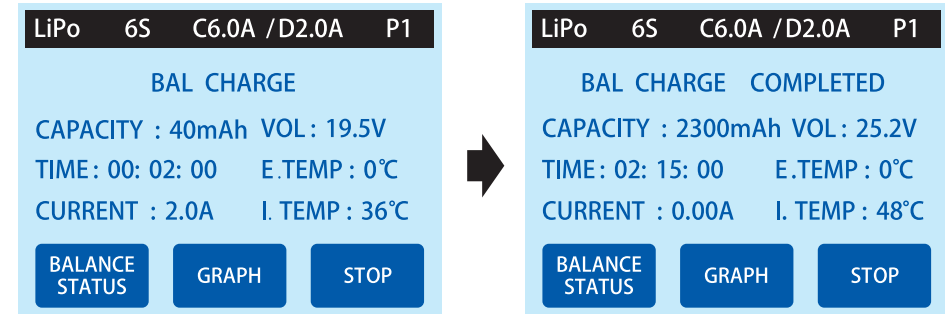 LiPo 6S C6.0A /D2.0A P1
BAL CHARGE
CAPACITY : 40mAh VOL : 19.5V
TIME : 00: 02: 00 E.TEMP : 0℃
CURRENT : 2.0A I. TEMP : 36℃
BALANCE
STATUS
GRAPH
STOP
LiPo 6S C6.0A /D2.0A P1
BAL CHARGE COMPLETED
CAPACITY : 2300mAh VOL : 25.2V
TIME : 02: 15: 00 E.TEMP : 0℃
CURRENT : 0.00A I. TEMP : 48℃
BALANCE
STATUS
GRAPH
STOP